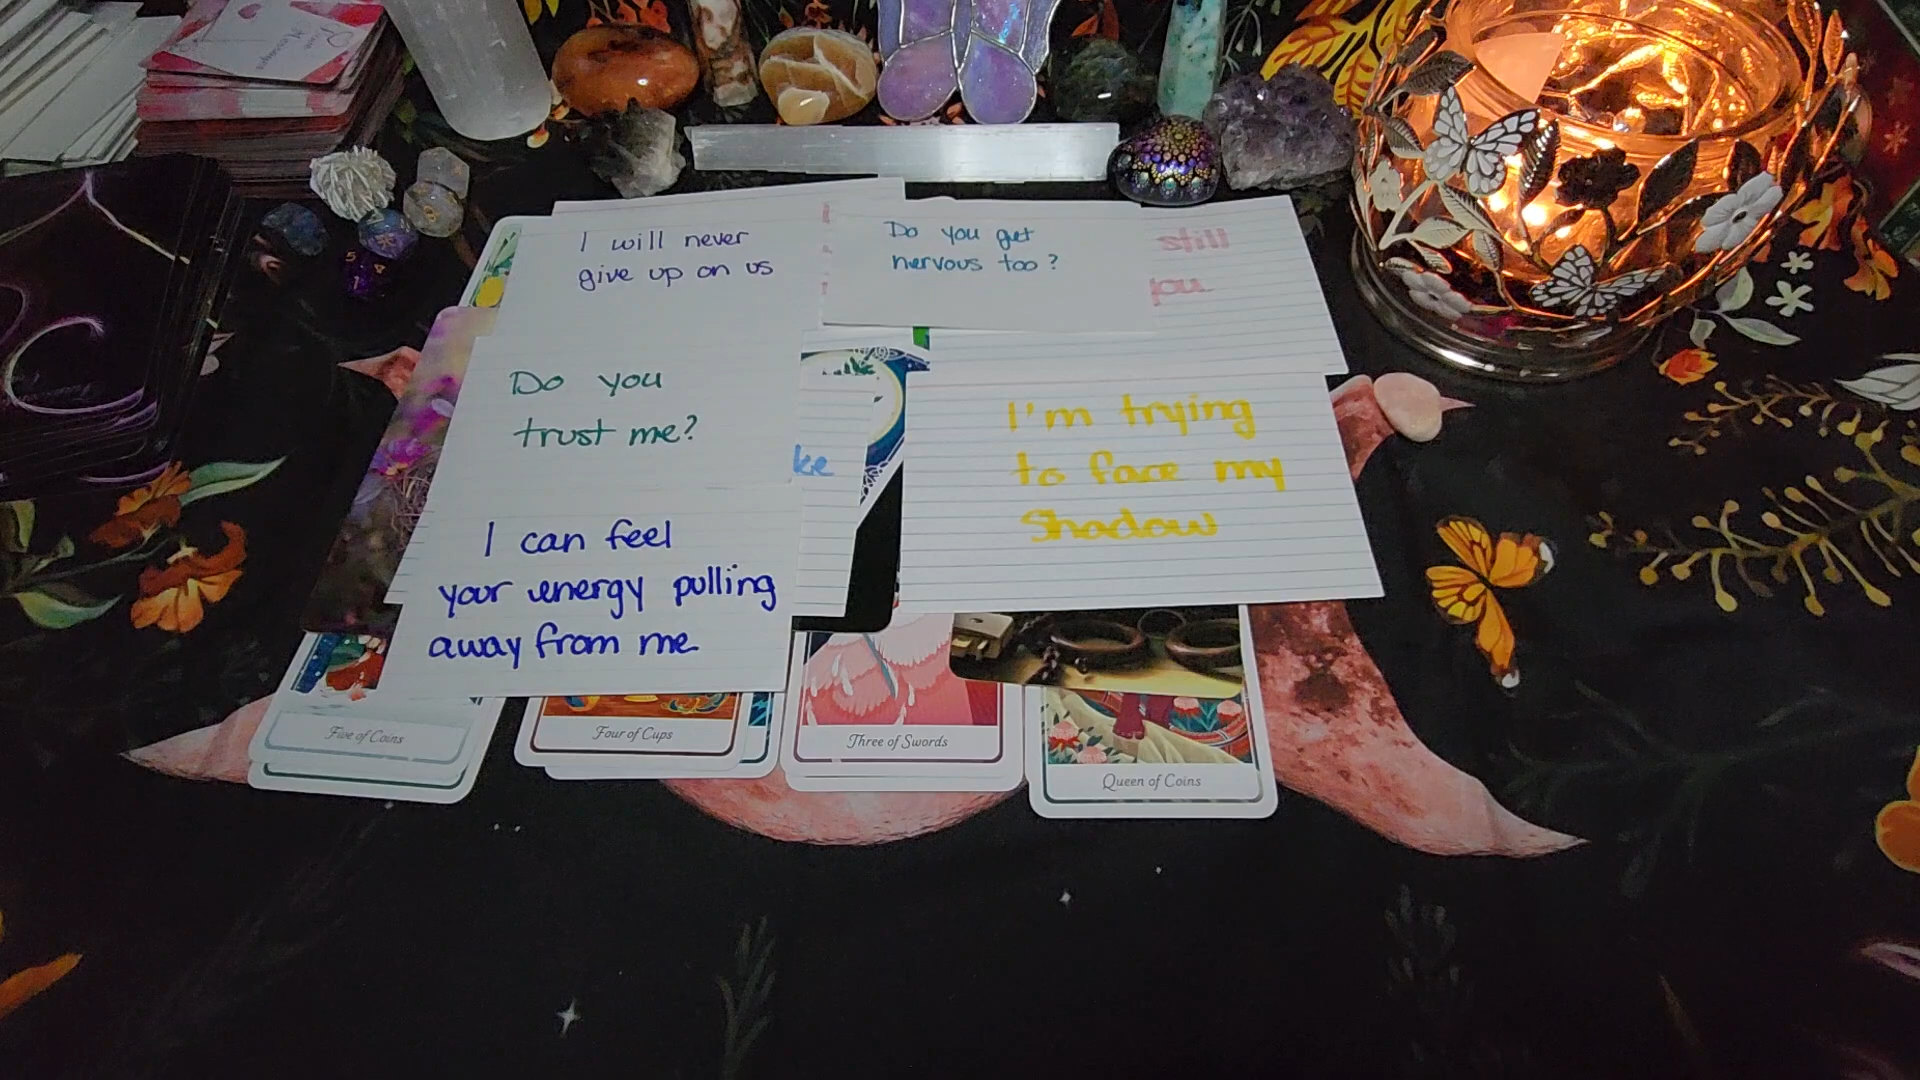 I will never
give up on us
Do you get
nervous too?
still
you
Do you
trust me?
ke
I'm trying
to face my
Shadow
I can feel
your energy pulling
away from me
Five of Coins
Four of Cups
Three of Swords
Queen of Coins
Messages